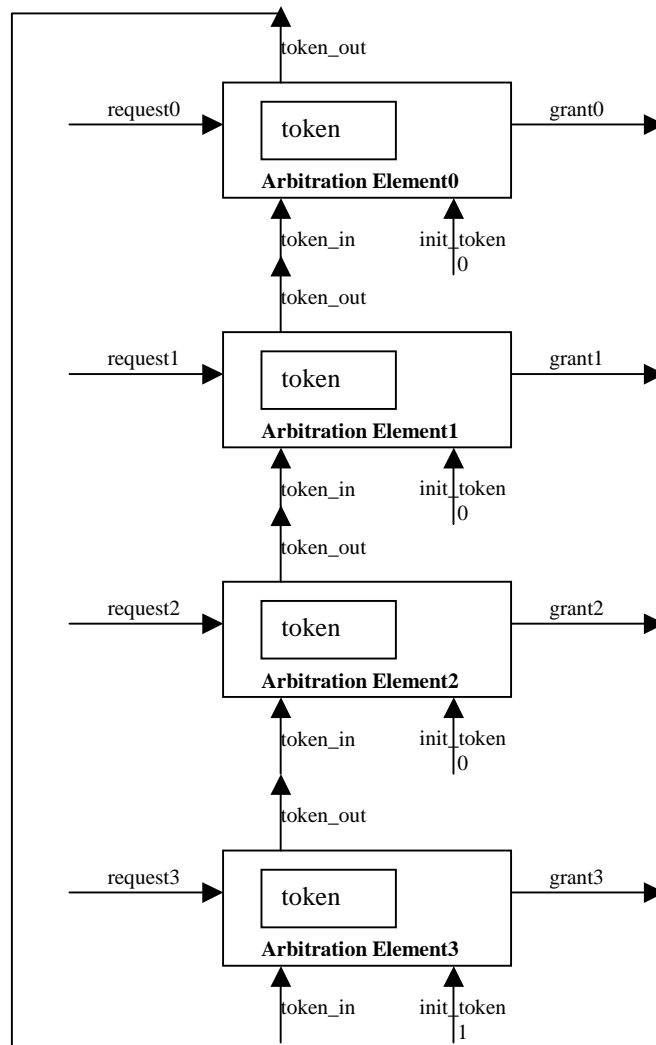 token_out
request0
grant0
token
Arbitration Element0
token_in
init_token
0
token_out
request1
grant1
token
Arbitration Element1
token_in
init_token
0
token_out
request2
grant2
token
Arbitration Element2
token_in
init_token
0
token_out
request3
grant3
token
Arbitration Element3
token_in
init_token
1